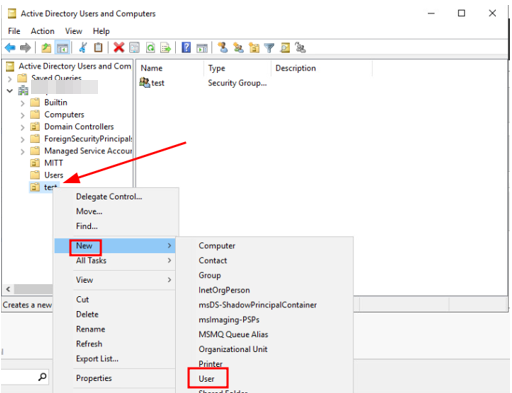 Active Directory Users and Computers
File Action View Help
Active Directory Users and Com
Saved Queries
Builtin
Computers
Domain Controllers
ForeignSecurityPrincipals
Managed Service Accour
MITT
Users
test
Name Type Description
test Security Group...
Delegate Control...
Move...
Find...
New
All Tasks
View
Cut
Delete
Rename
Refresh
Export List...
Properties
Computer
Contact
Group
InetOrgPerson
msDS-ShadowPrincipalContainer
msImaging-PSPs
MSMQ Queue Alias
Organizational Unit
Printer
User
Shared Folder
Creates a new